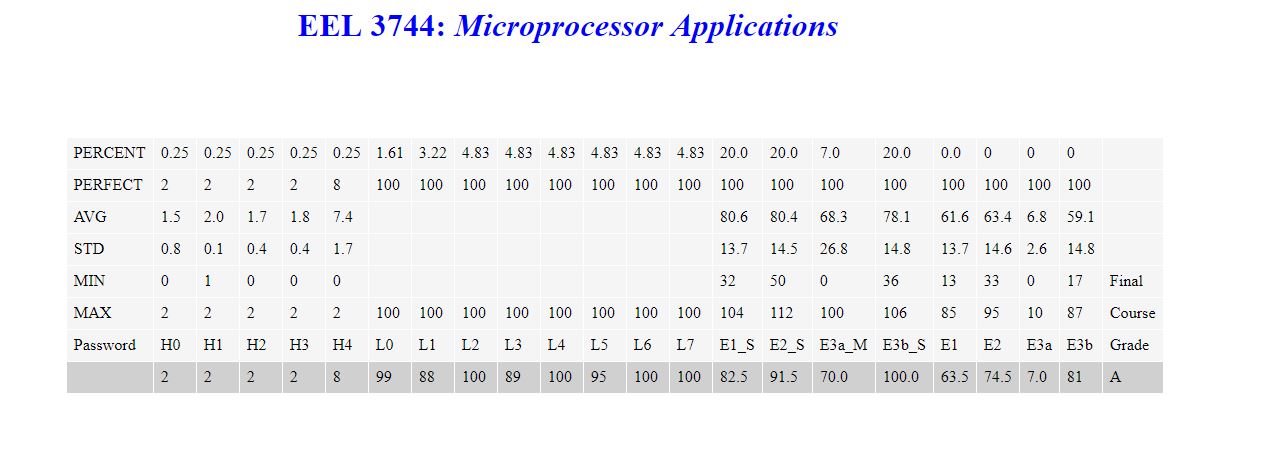 EEL 3744: Microprocessor Applications
PERCENT 0.25 0.25 0.25 0.25 0.25 1.61 3.22 4.83 4.83 4.83 4.83 4.83 4.83 20.0 20.0 7.0 20.0 0.0 0 0 0
PERFECT 2 2 2 2 8 100 100 100 100 100 100 100 100 100 100 100 100 100 100 100 100
AVG 1.5 2.0 1.7 1.8 7.4 80.6 80.4 68.3 78.1 61.6 63.4 6.8 59.1
STD 0.8 0.1 0.4 0.4 1.7 13.7 14.5 26.8 14.8 13.7 14.6 2.6 14.8
MIN 0 1 0 0 0 32 50 0 36 13 33 0 17 Final
MAX 2 2 2 2 2 100 100 100 100 100 100 100 100 104 112 100 106 85 95 10 87 Course
Password H0 H1 H2 H3 H4 L0 L1 L2 L3 L4 L5 L6 L7 E1_S E2_S E3a_M E3b_S E1 E2 E3a E3b Grade
2 2 2 2 8 99 88 100 89 100 95 100 100 82.5 91.5 70.0 100.0 63.5 74.5 7.0 81 A